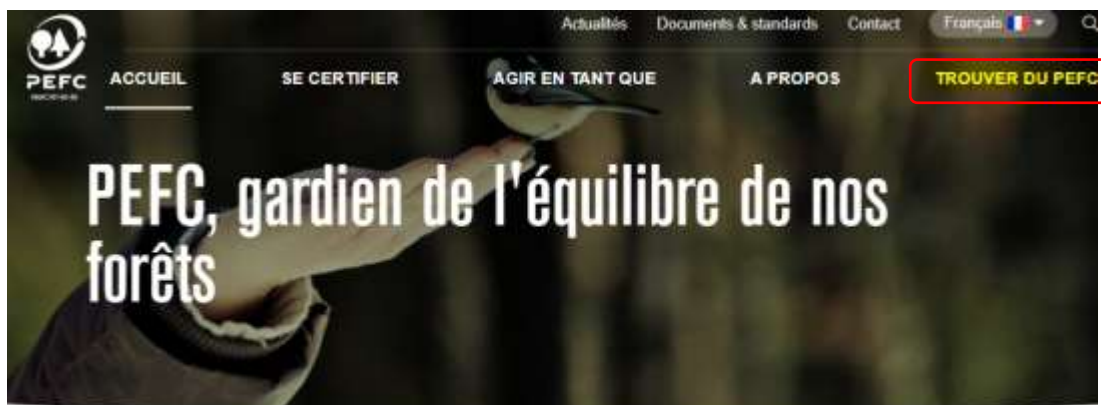 Actualités Documents & standards Contact Français
PEFC
ACCUEIL SE CERTIFIER AGIR EN TANT QUE A PROPOS TROUVER DU PEFC
PEFC, gardien de l'équilibre de nos
forêts